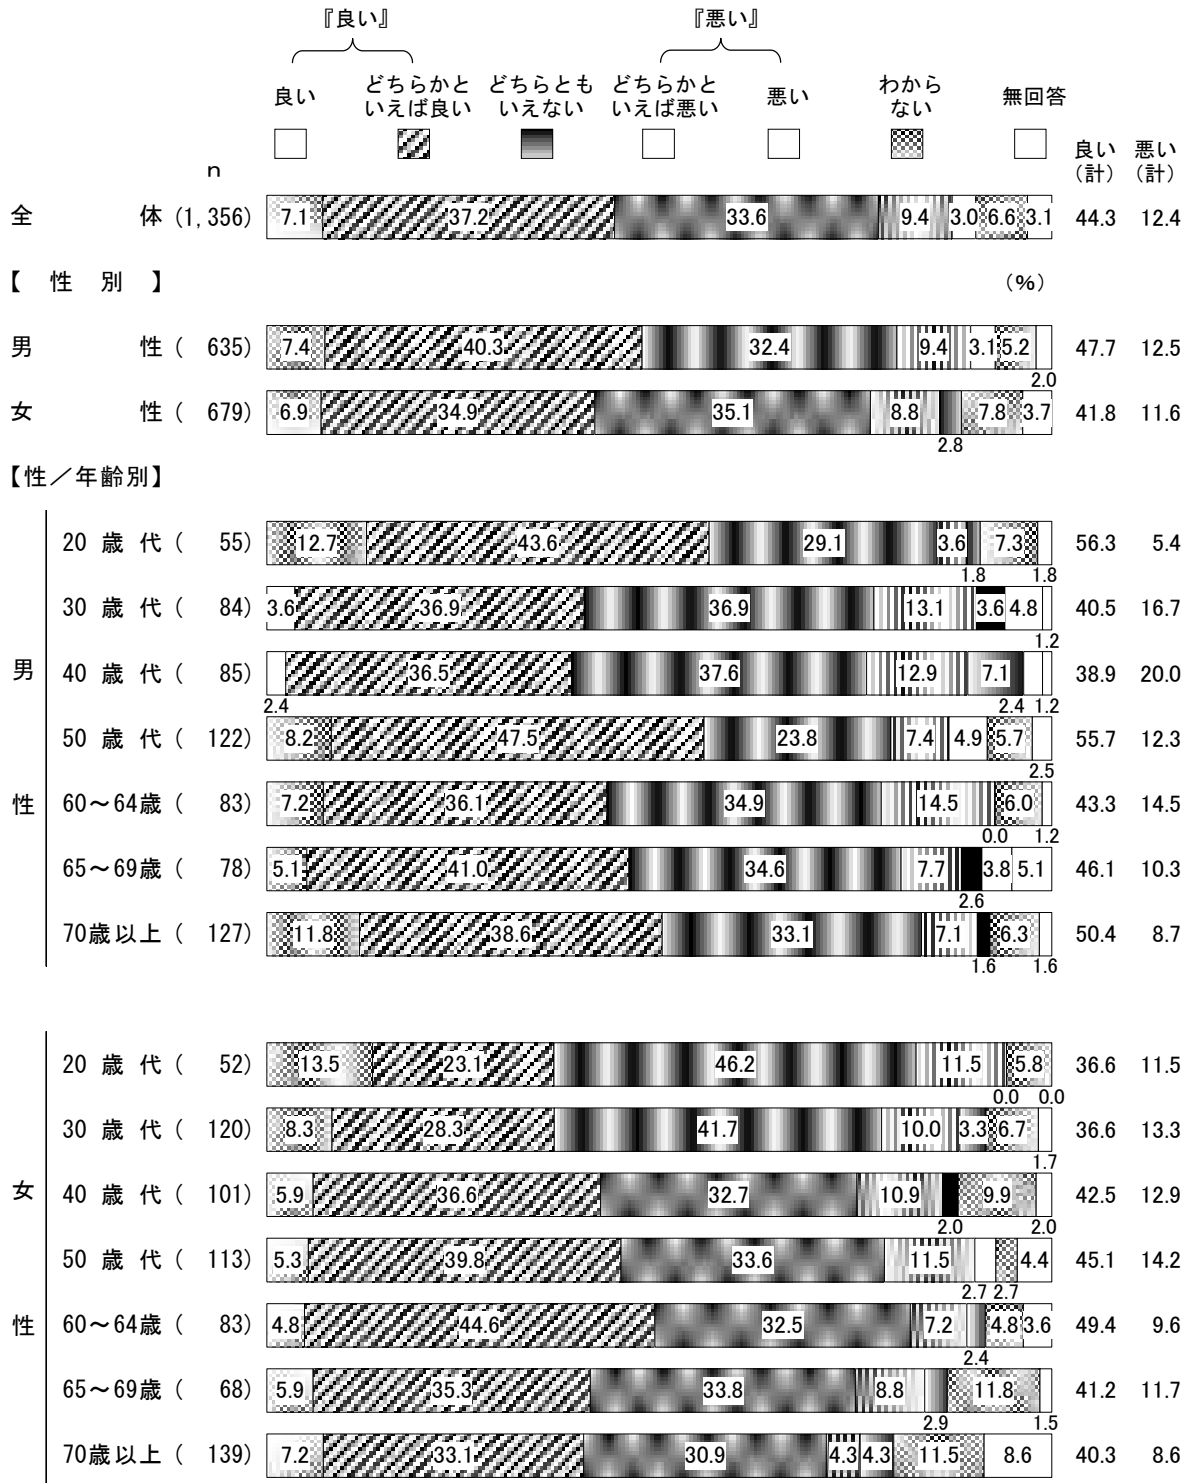 『良い』 『悪い』
良い どちらかと どちらとも どちらかと 悪い わから 無回答
いえば良い いえない いえば悪い ない
良い 悪い
n （計） （計）
全 体 (1,356) 7.1 37.2 33.6 9.4 3.0 6.6 3.1 44.3 12.4
【 性 別 】 （％）
男 性 ( 635) 7.4 40.3 32.4 9.4 3.1 5.2 47.7 12.5
2.0
女 性 ( 679) 6.9 34.9 35.1 8.8 7.8 3.7 41.8 11.6
2.8
【性／年齢別】
20 歳 代 ( 55) 12.7 43.6 29.1 3.6 7.3 56.3 5.4
1.8 1.8
30 歳 代 ( 84) 3.6 36.9 36.9 13.1 3.6 4.8 40.5 16.7
1.2
男 40 歳 代 ( 85) 36.5 37.6 12.9 7.1 38.9 20.0
2.4 2.4 1.2
50 歳 代 ( 122) 8.2 47.5 23.8 7.4 4.9 5.7 55.7 12.3
2.5
性 60～64歳 ( 83) 7.2 36.1 34.9 14.5 6.0 43.3 14.5
0.0 1.2
65～69歳 ( 78) 5.1 41.0 34.6 7.7 3.8 5.1 46.1 10.3
2.6
70歳以上 ( 127) 11.8 38.6 33.1 7.1 6.3 50.4 8.7
1.6 1.6
20 歳 代 ( 52) 13.5 23.1 46.2 11.5 5.8 36.6 11.5
0.0 0.0
30 歳 代 ( 120) 8.3 28.3 41.7 10.0 3.3 6.7 36.6 13.3
1.7
女 40 歳 代 ( 101) 5.9 36.6 32.7 10.9 9.9 42.5 12.9
2.0 2.0
50 歳 代 ( 113) 5.3 39.8 33.6 11.5 4.4 45.1 14.2
2.7 2.7
性 60～64歳 ( 83) 4.8 44.6 32.5 7.2 4.8 3.6 49.4 9.6
2.4
65～69歳 ( 68) 5.9 35.3 33.8 8.8 11.8 41.2 11.7
2.9 1.5
70歳以上 ( 139) 7.2 33.1 30.9 4.3 4.3 11.5 8.6 40.3 8.6